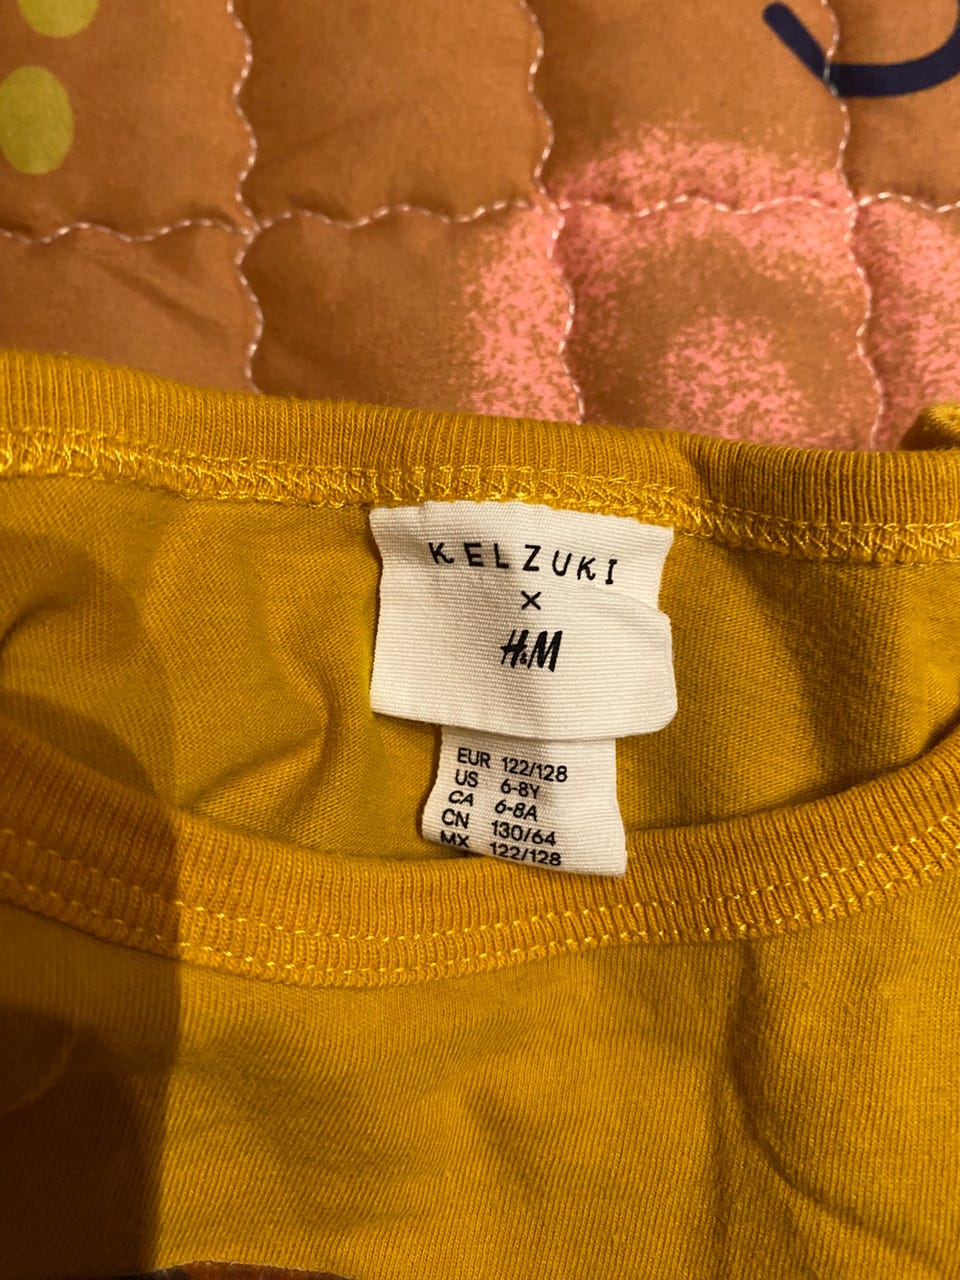 KELZUKI
×
H&M
EUR 122/128
US 6-8Y
CA 6-8A
CN 130/64
MX 122/128